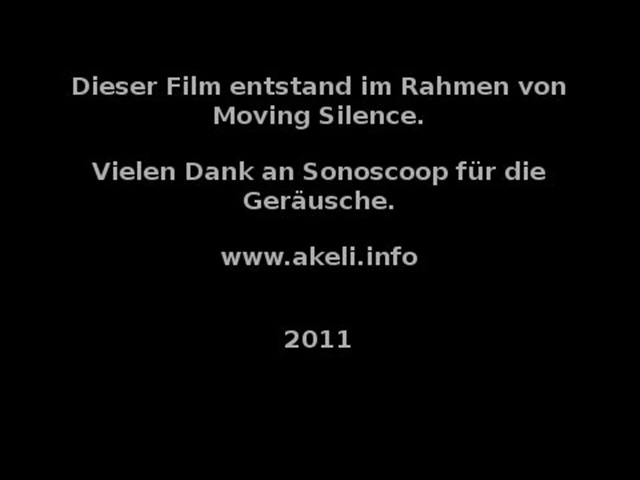 Dieser Film entstand im Rahmen von
Moving Silence.
Vielen Dank an Sonoscoop für die
Geräusche.
www.akeli.info
2011